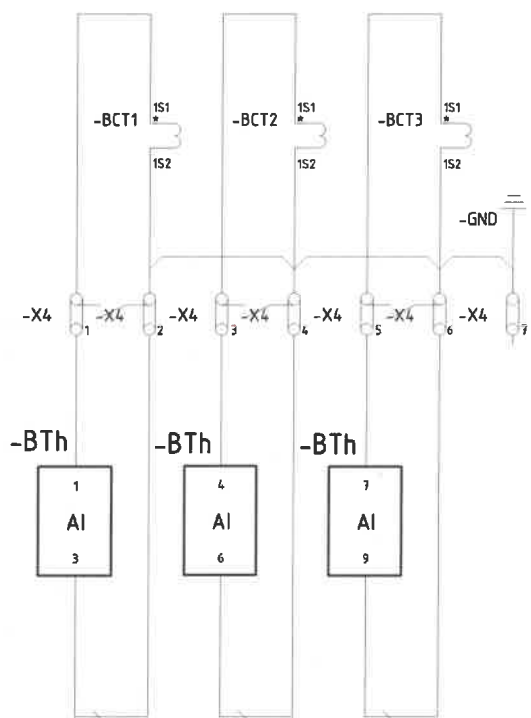 1S1
-BCT1
1S2
1S1
-BCT2
1S2
1S1
-BCT3
1S2
-GND
-X4
1
-X4
2
-X4
3
-X4
4
-X4
5
-X4
6
-X4
7
-BTh
1
AI
3
-BTh
4
AI
6
-BTh
7
AI
9